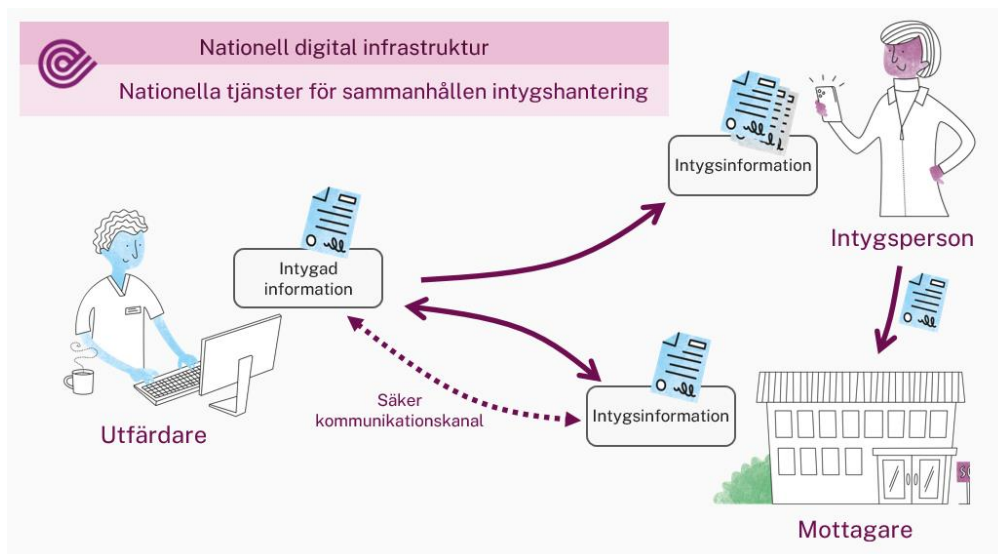 Nationell digital infrastruktur
Nationella tjänster för sammanhållen intygshantering
Intygsinformation
Intygsperson
Intygad
information
Utfärdare
Säker
kommunikationskanal
Intygsinformation
Mottagare